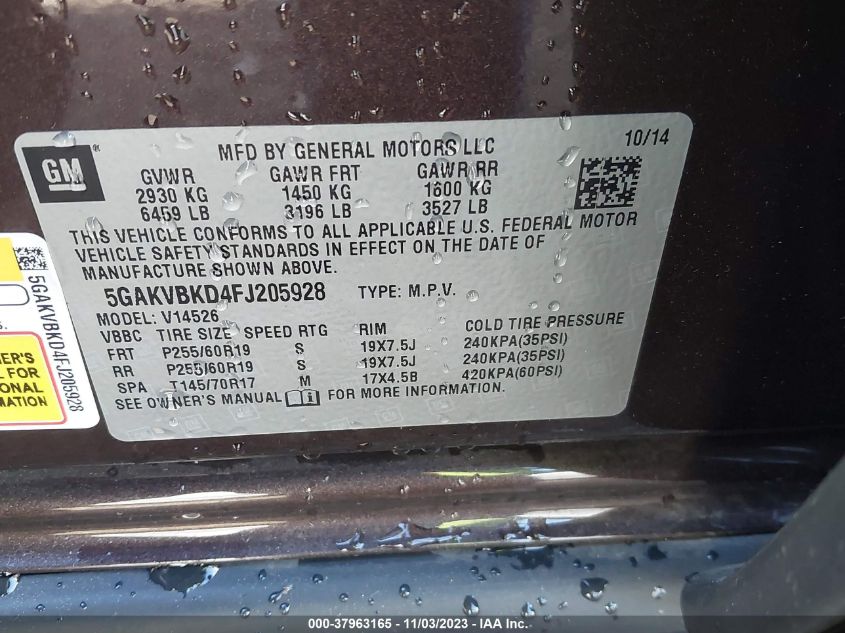 GM
®
MFD BY GENERAL MOTORS LLC
10/14
GVWR GAWR FRT GAWR RR
2930 KG 1450 KG 1600 KG
6459 LB 3196 LB 3527 LB
THIS VEHICLE CONFORMS TO ALL APPLICABLE U.S. FEDERAL MOTOR
VEHICLE SAFETY STANDARDS IN EFFECT ON THE DATE OF
MANUFACTURE SHOWN ABOVE.
5GAKVBKD4FJ205928 TYPE: M.P.V.
MODEL: V14526
VBBC TIRE SIZE SPEED RTG RIM COLD TIRE PRESSURE
FRT P255/60R19 S 19X7.5J 240KPA(35PSI)
RR P255/60R19 S 19X7.5J 240KPA(35PSI)
SPA T145/70R17 M 17X4.5B 420KPA(60PSI)
SEE OWNER'S MANUAL FOR MORE INFORMATION.
5GAKVBKD4FJ205928
NER'S
L FOR
ONAL
MATION
000-37963165 - 11/03/2023 - IAA Inc.